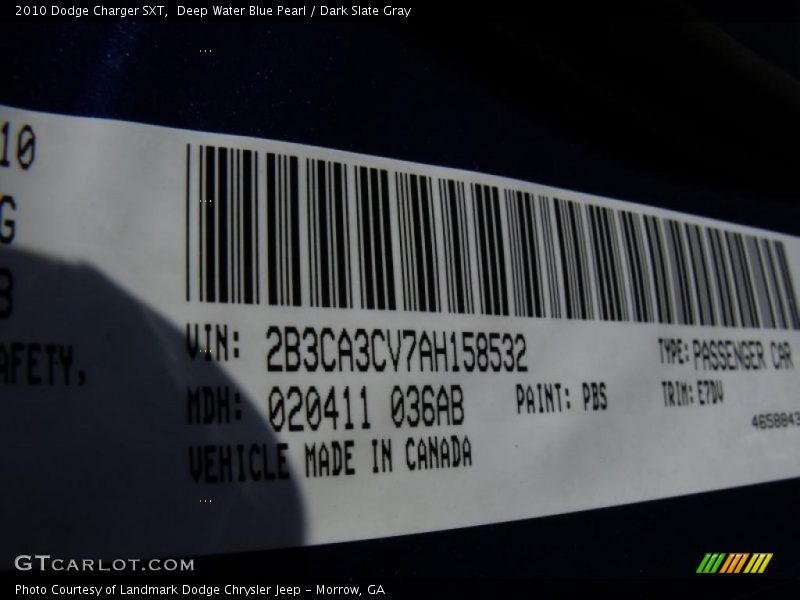 2010 Dodge Charger SXT, Deep Water Blue Pearl / Dark Slate Gray
10
G
B
AFETY,
VIN: 2B3CA3CV7AH158532
TYPE: PASSENGER CAR
MDH: 020411 036AB
PAINT: PBS
TRIM: E7DV
4658843
VEHICLE MADE IN CANADA
GTCARLOT.COM
Photo Courtesy of Landmark Dodge Chrysler Jeep - Morrow, GA